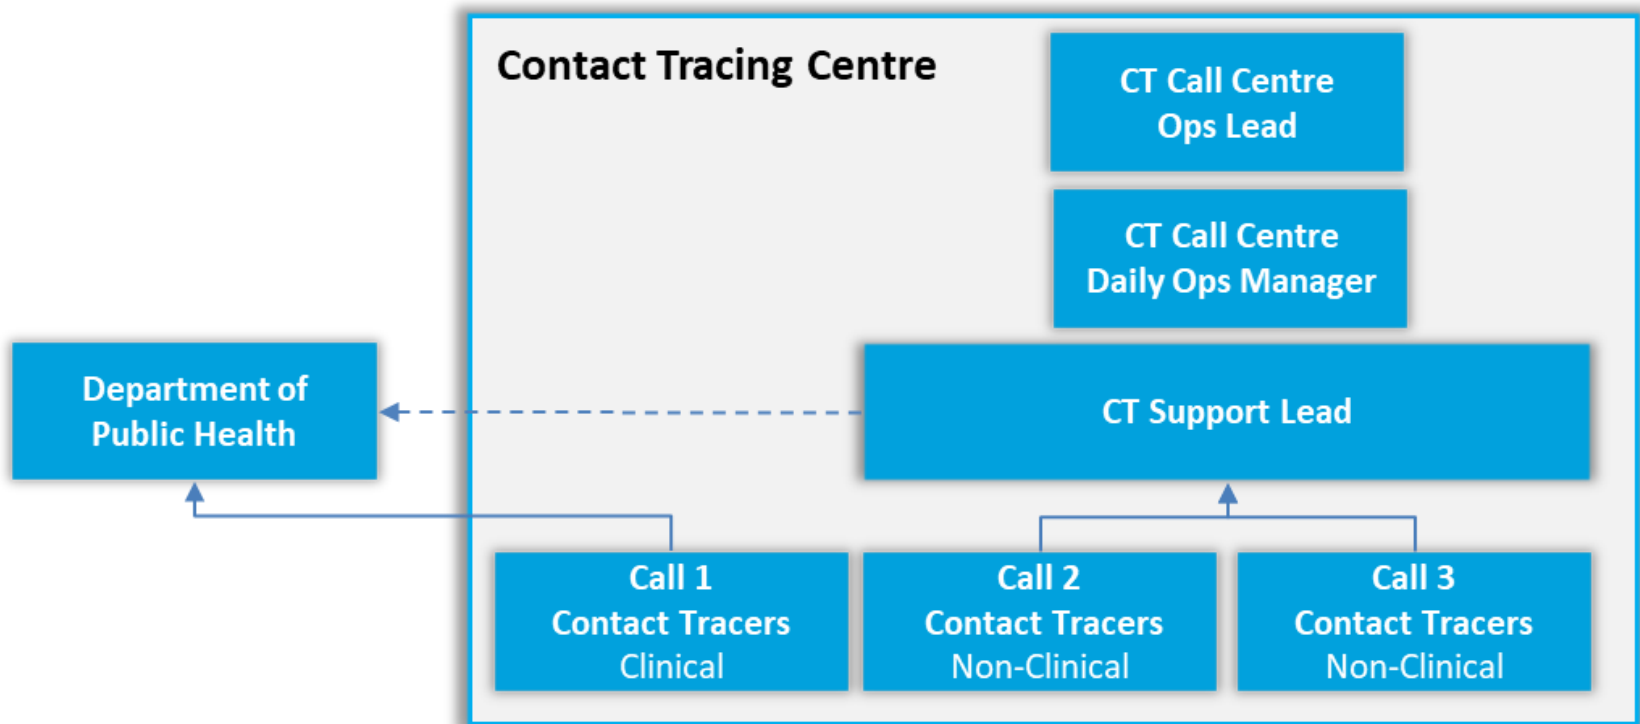 Contact Tracing Centre
CT Call Centre
Ops Lead
CT Call Centre
Daily Ops Manager
Department of
Public Health
CT Support Lead
Call 1
Contact Tracers
Clinical
Call 2
Contact Tracers
Non-Clinical
Call 3
Contact Tracers
Non-Clinical